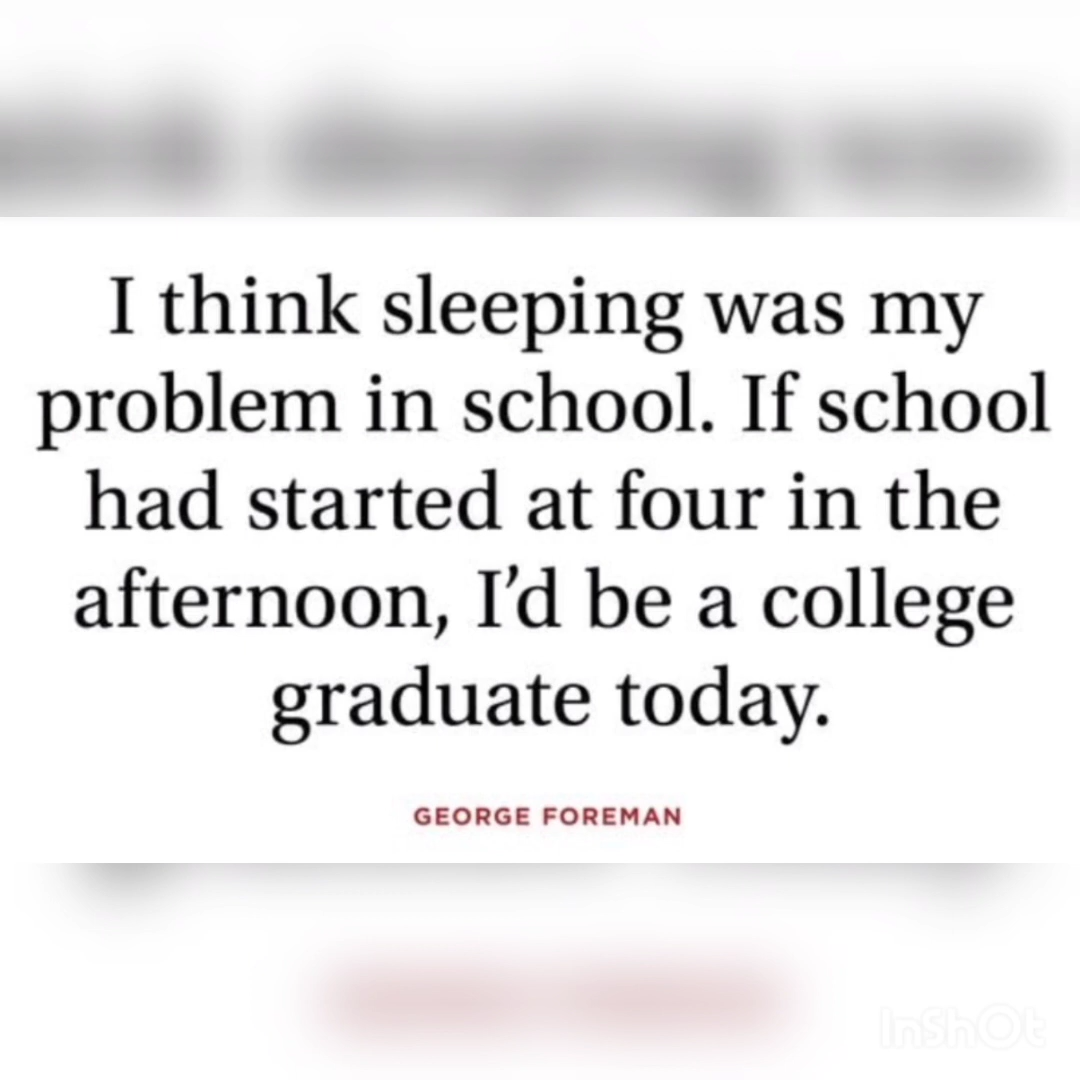 I think sleeping was my
problem in school. If school
had started at four in the
afternoon, I’d be a college
graduate today.
GEORGE FOREMAN
InShOt